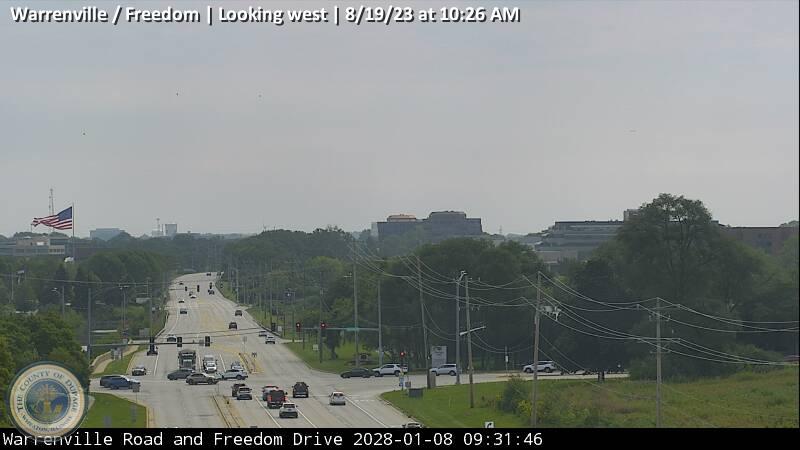 Warrenville / Freedom | Looking west | 8/19/23 at 10:26 AM
THE COUNTY OF DUPAGE
Warrenville Road and Freedom Drive 2028-01-08 09:31:46